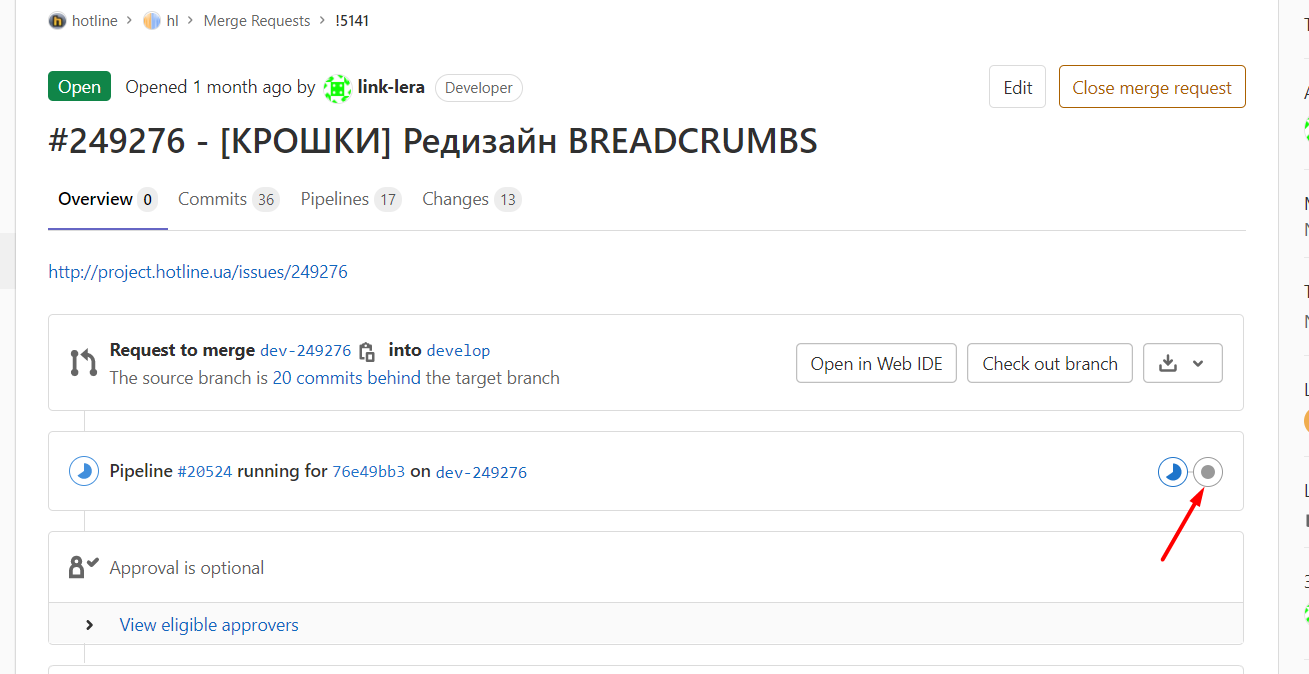 hotline > hl > Merge Requests > !5141
Open Opened 1 month ago by link-lera Developer Edit Close merge request
#249276 - [КРОШКИ] Редизайн BREADCRUMBS
Overview 0 Commits 36 Pipelines 17 Changes 13
http://project.hotline.ua/issues/249276
Request to merge dev-249276 into develop
The source branch is 20 commits behind the target branch
Open in Web IDE Check out branch
Pipeline #20524 running for 76e49bb3 on dev-249276
Approval is optional
View eligible approvers